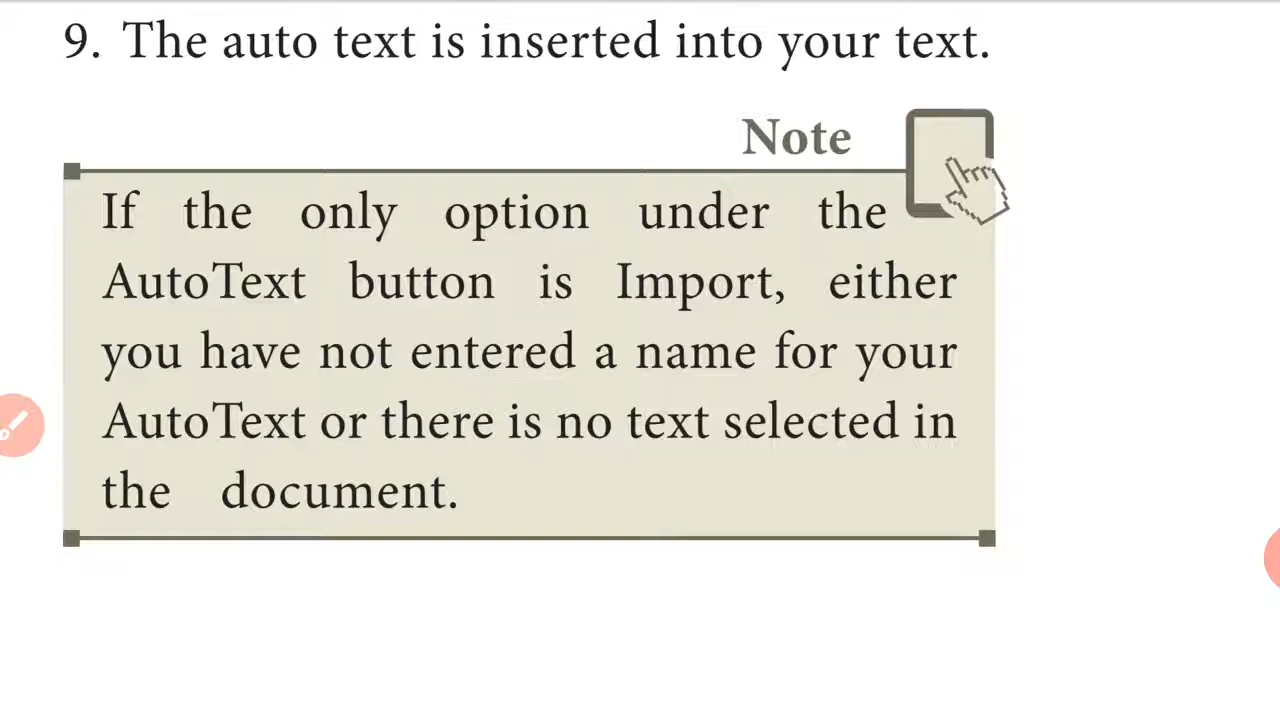 9. The auto text is inserted into your text.
Note
If the only option under the
AutoText button is Import, either
you have not entered a name for your
AutoText or there is no text selected in
the document.